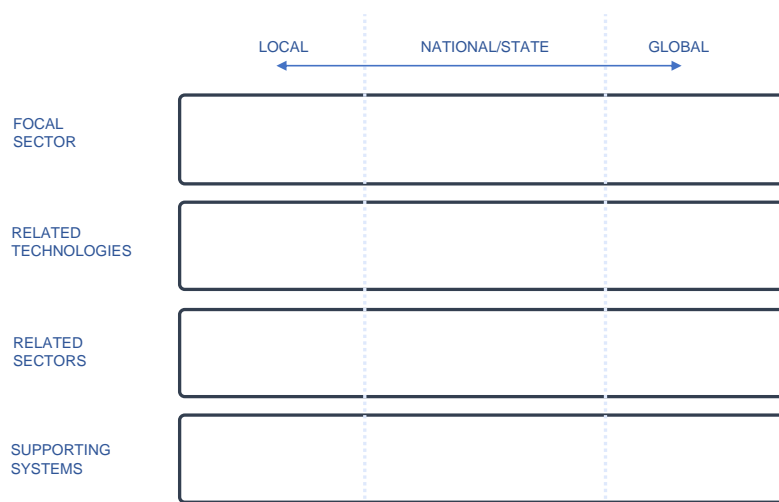 LOCAL NATIONAL/STATE GLOBAL
FOCAL
SECTOR
RELATED
TECHNOLOGIES
RELATED
SECTORS
SUPPORTING
SYSTEMS